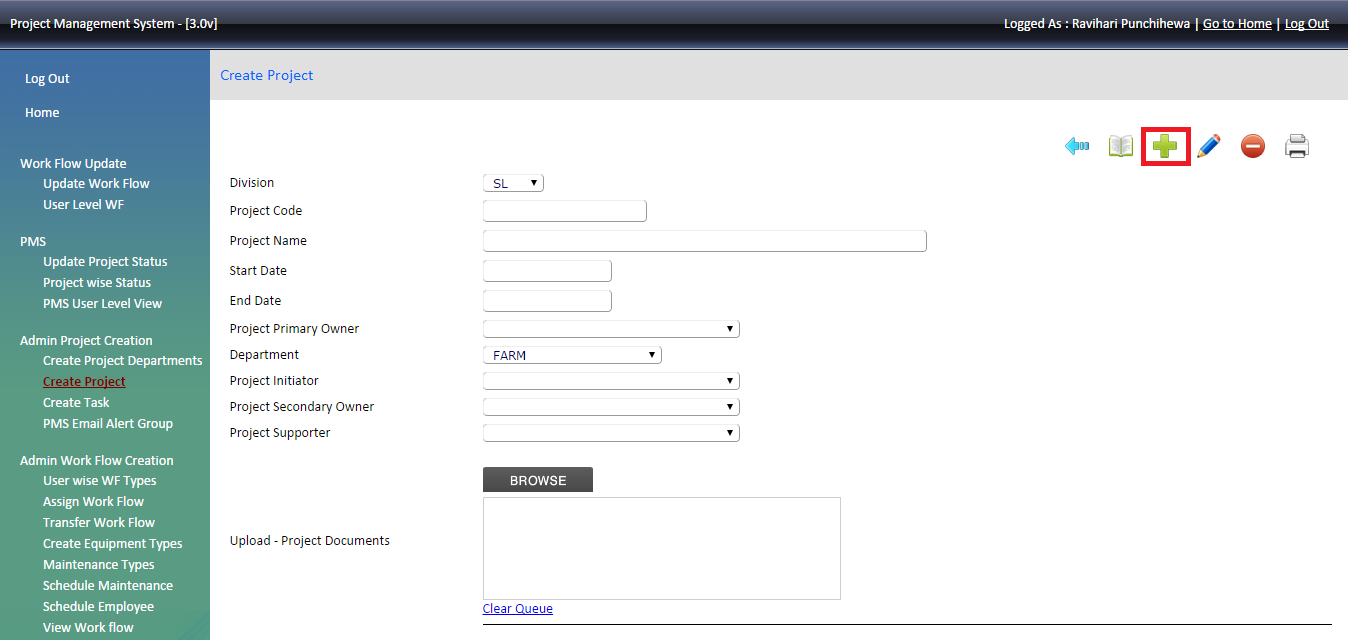 Project Management System - [3.0v]
Logged As : Ravihari Punchihewa | Go to Home | Log Out
Log Out
Home
Work Flow Update
Update Work Flow
User Level WF
PMS
Update Project Status
Project wise Status
PMS User Level View
Admin Project Creation
Create Project Departments
Create Project
Create Task
PMS Email Alert Group
Admin Work Flow Creation
User wise WF Types
Assign Work Flow
Transfer Work Flow
Create Equipment Types
Maintenance Types
Schedule Maintenance
Schedule Employee
View Work flow
Create Project
Division SL
Project Code
Project Name
Start Date
End Date
Project Primary Owner
Department FARM
Project Initiator
Project Secondary Owner
Project Supporter
BROWSE
Upload - Project Documents
Clear Queue